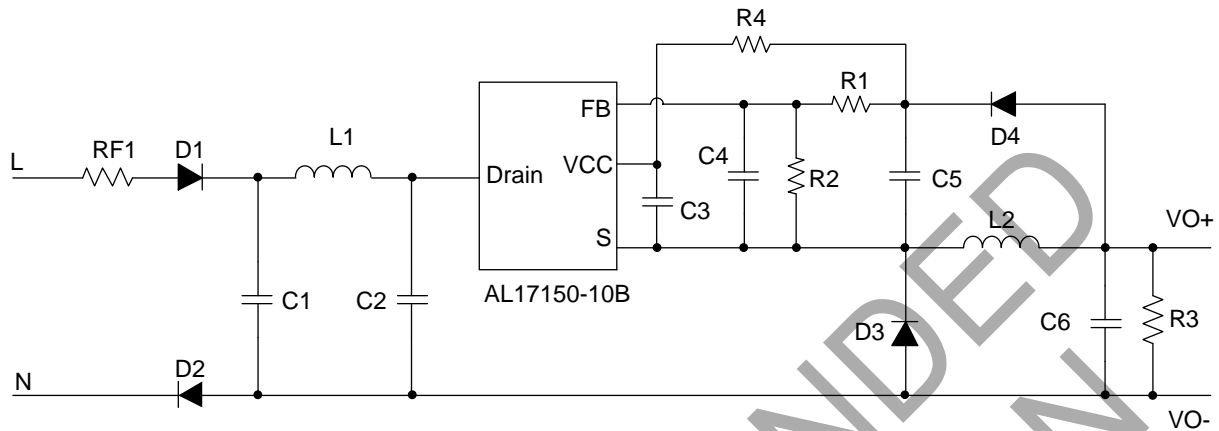 R4
FB
R1
D4
L
RF1
D1
L1
Drain
VCC
C4
R2
C5
C3
S
L2
VO+
AL17150-10B
C1
C2
D3
C6
R3
N
D2
VO-
NDED